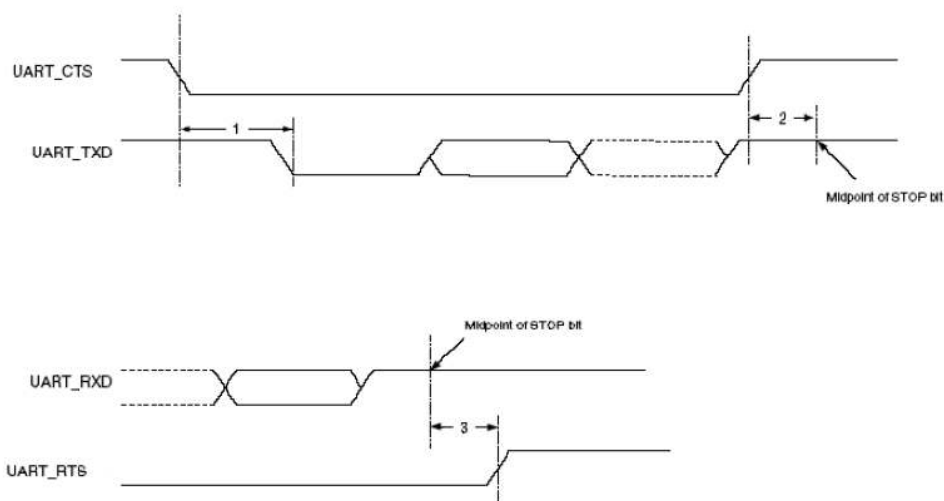 UART_CTS
1
2
UART_TXD
Midpoint of STOP bit
Midpoint of STOP bit
UART_RXD
3
UART_RTS